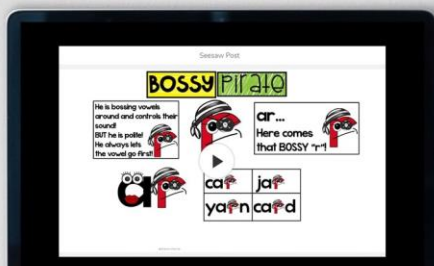 Seesaw Post
BOSSY Pirate
He is bossing vowels
around and controls their
sound!
BUT he is polite!
He always lets
the vowel go first!
ar...
Here comes
that BOSSY "r"!
ar
car jar
yarn card